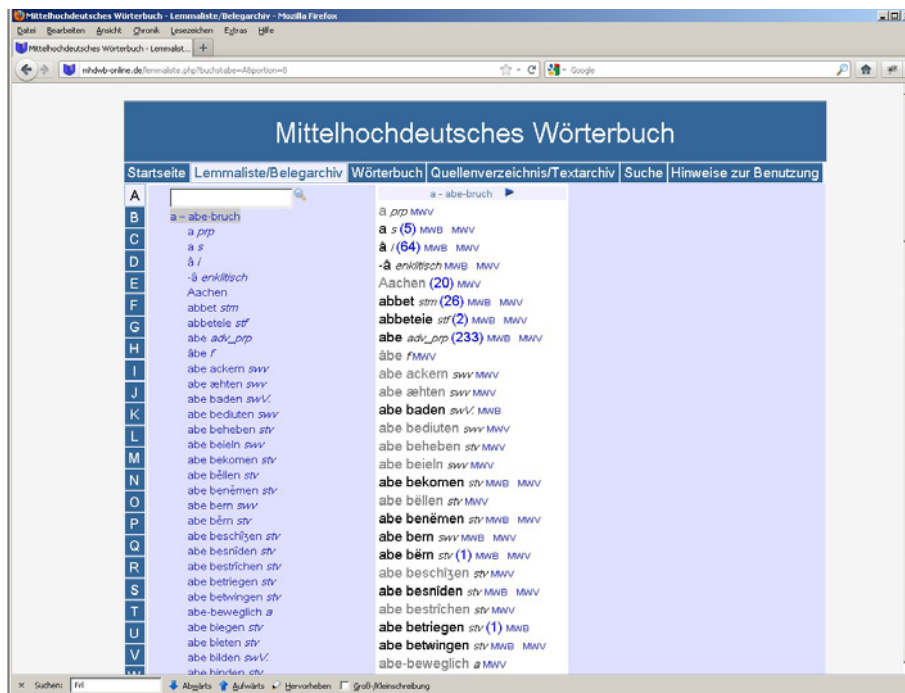 Mittelhochdeutsches Wörterbuch - Lemmaliste/Belegarchiv - Mozilla Firefox
Datei Bearbeiten Ansicht Chronik Lesezeichen Extras Hilfe
Mittelhochdeutsches Wörterbuch - Lemmalist... +
mhdwb-online.de/lemmaliste.php?buchstabe=A&portion=0
Google
Mittelhochdeutsches Wörterbuch
Startseite Lemmaliste/Belegarchiv Wörterbuch Quellenverzeichnis/Textarchiv Suche Hinweise zur Benutzung
A
B
C
D
E
F
G
H
I
J
K
L
M
N
O
P
Q
R
S
T
U
V
W
a – abe-bruch
a prp
a s
â i
-â enklitisch
Aachen
abbet stm
abbeteie stf
abe adv_prp
âbe f
abe ackern swv
abe æhten swv
abe baden swV.
abe bediuten swv
abe beheben stv
abe beieln swv
abe bekomen stv
abe bëllen stv
abe benëmen stv
abe bern swv
abe bërn stv
abe beschîʒen stv
abe besnîden stv
abe bestrîchen stv
abe betriegen stv
abe betwingen stv
abe-beweglich a
abe biegen stv
abe bieten stv
abe bilden swV.
abe binden stv
a – abe-bruch
a prp MWV
a s (5) MWB MWV
â i (64) MWB MWV
-â enklitisch MWB MWV
Aachen (20) MWV
abbet stm (26) MWB MWV
abbeteie stf (2) MWB MWV
abe adv_prp (233) MWB MWV
âbe f MWV
abe ackern swv MWV
abe æhten swv MWV
abe baden swV. MWB
abe bediuten swv MWV
abe beheben stv MWV
abe beieln swv MWV
abe bekomen stv MWB MWV
abe bëllen stv MWV
abe benëmen stv MWB MWV
abe bern swv MWB MWV
abe bërn stv (1) MWB MWV
abe beschîʒen stv MWV
abe besnîden stv MWB MWV
abe bestrîchen stv MWV
abe betriegen stv (1) MWB
abe betwingen stv MWB MWV
abe-beweglich a MWV
× Suchen: Frl Abwärts Aufwärts Hervorheben Groß-/Kleinschreibung